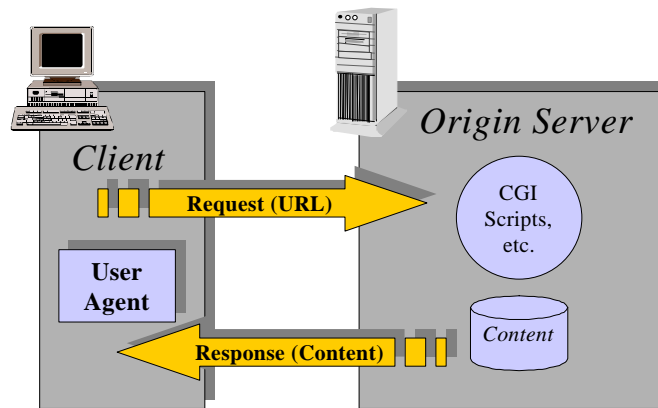 Client
Origin Server
Request (URL)
CGI
Scripts,
etc.
User
Agent
Content
Response (Content)